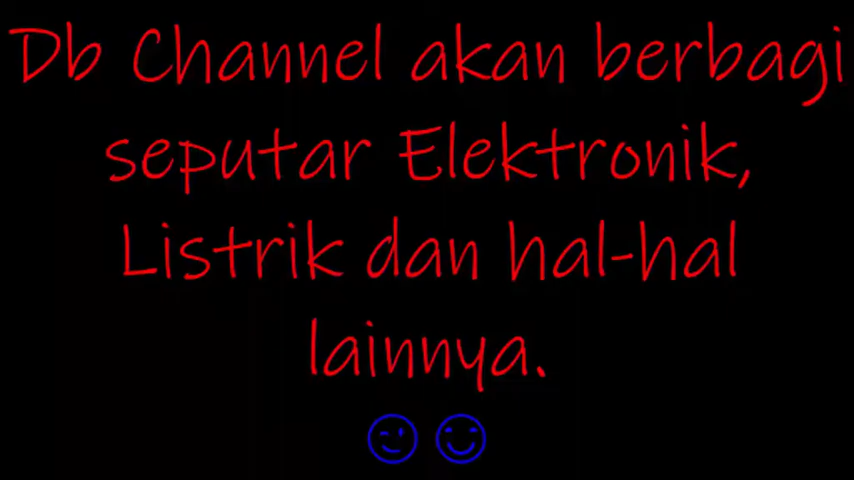 Db Channel akan berbagi
seputar Elektronik,
Listrik dan hal-hal
lainnya.